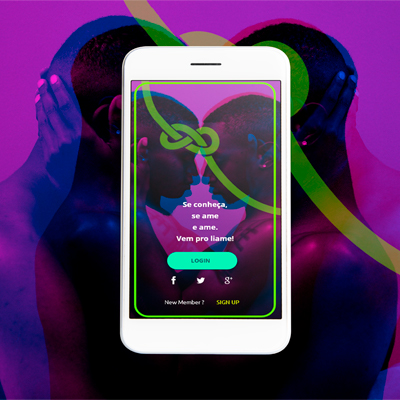 Se conheça,
se ame
e ame.
Vem pro liame!
LOGIN
f g+
New Member ? SIGN UP